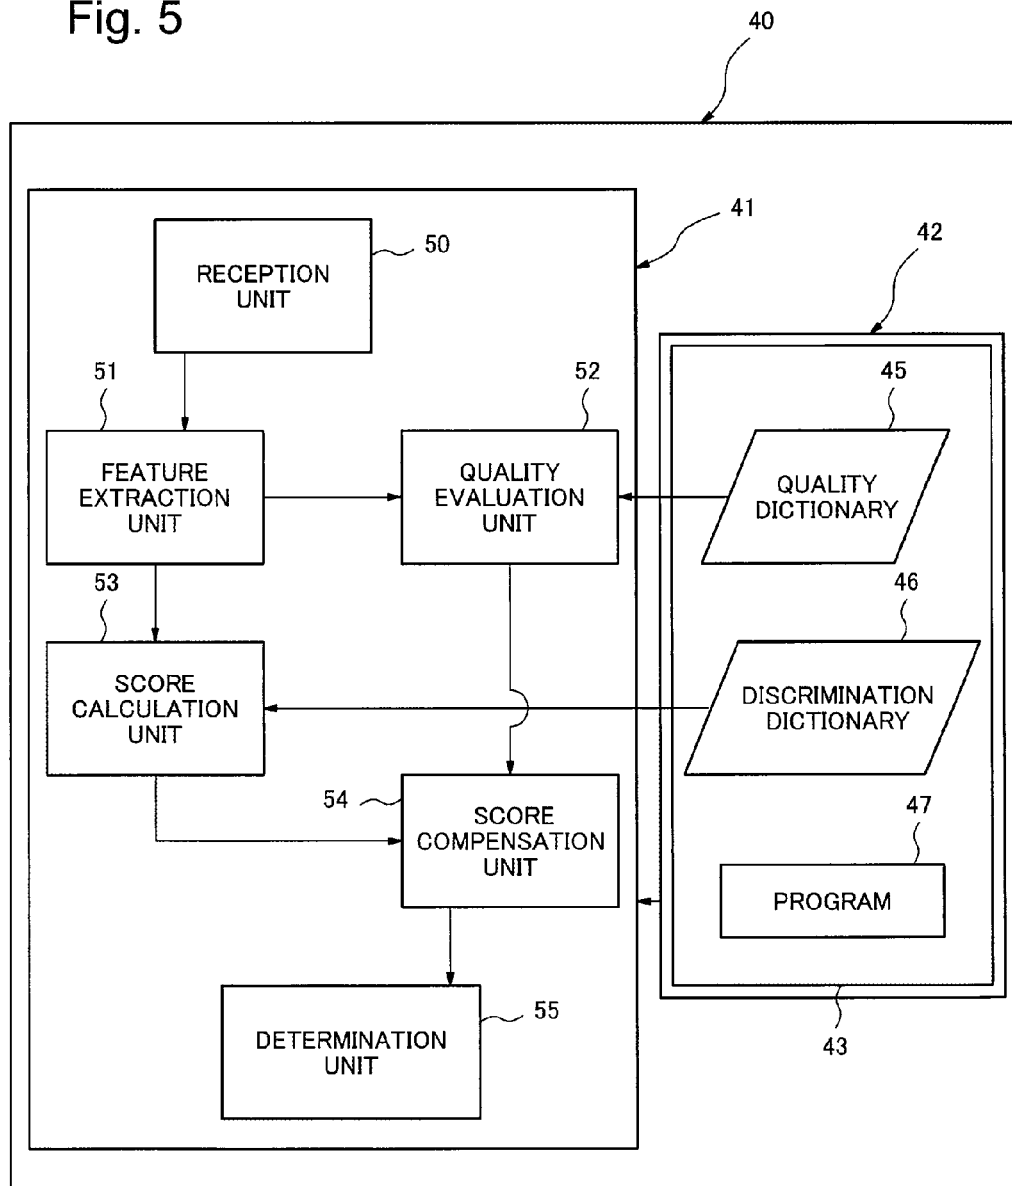 Fig. 5
40
41
42
RECEPTION
UNIT
50
51
52
45
FEATURE
EXTRACTION
UNIT
QUALITY
EVALUATION
UNIT
QUALITY
DICTIONARY
53
46
SCORE
CALCULATION
UNIT
DISCRIMINATION
DICTIONARY
54
47
SCORE
COMPENSATION
UNIT
PROGRAM
55
43
DETERMINATION
UNIT